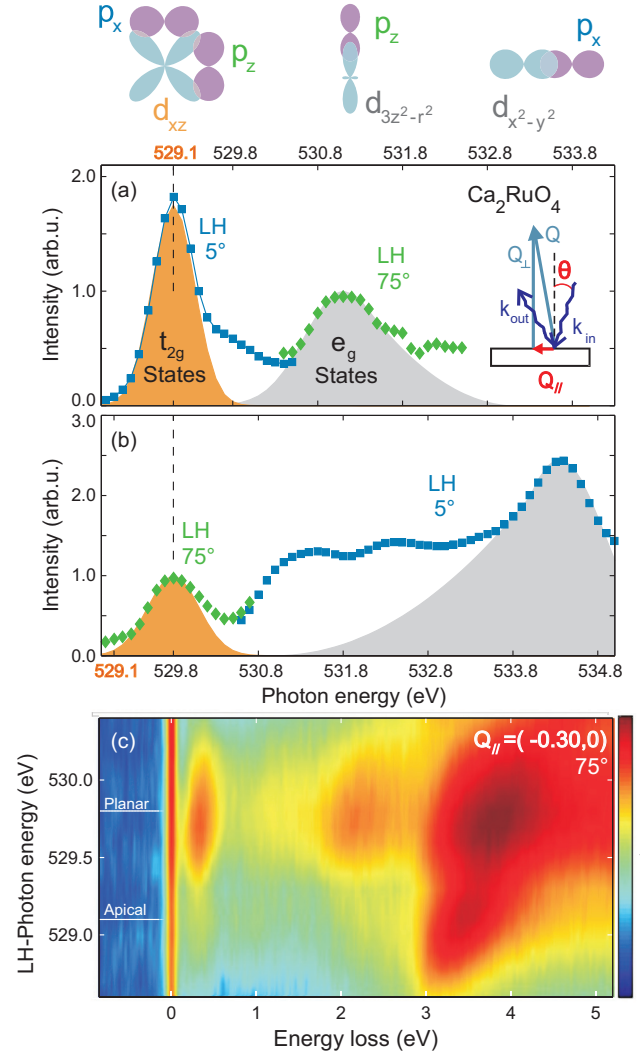 pₓ
p_z
d_xz
p_z
d_3z²-r²
pₓ
d_x²-y²
529.1 529.8 530.8 531.8 532.8 533.8
2.0
1.0
0.0
Intensity (arb.u.)
(a)
LH
5°
t₂g
States
LH
75°
e_g
States
Ca₂RuO₄
Q⊥
Q
θ
k_out
k_in
Q_//
3.0
2.0
1.0
0.0
Intensity (arb.u.)
(b)
LH
75°
LH
5°
529.1 529.8 530.8 531.8 532.8 533.8 534.8
Photon energy (eV)
(c)
Q_//=( -0.30,0)
75°
530.0
529.5
529.0
LH-Photon energy (eV)
Planar
Apical
0 1 2 3 4 5
Energy loss (eV)